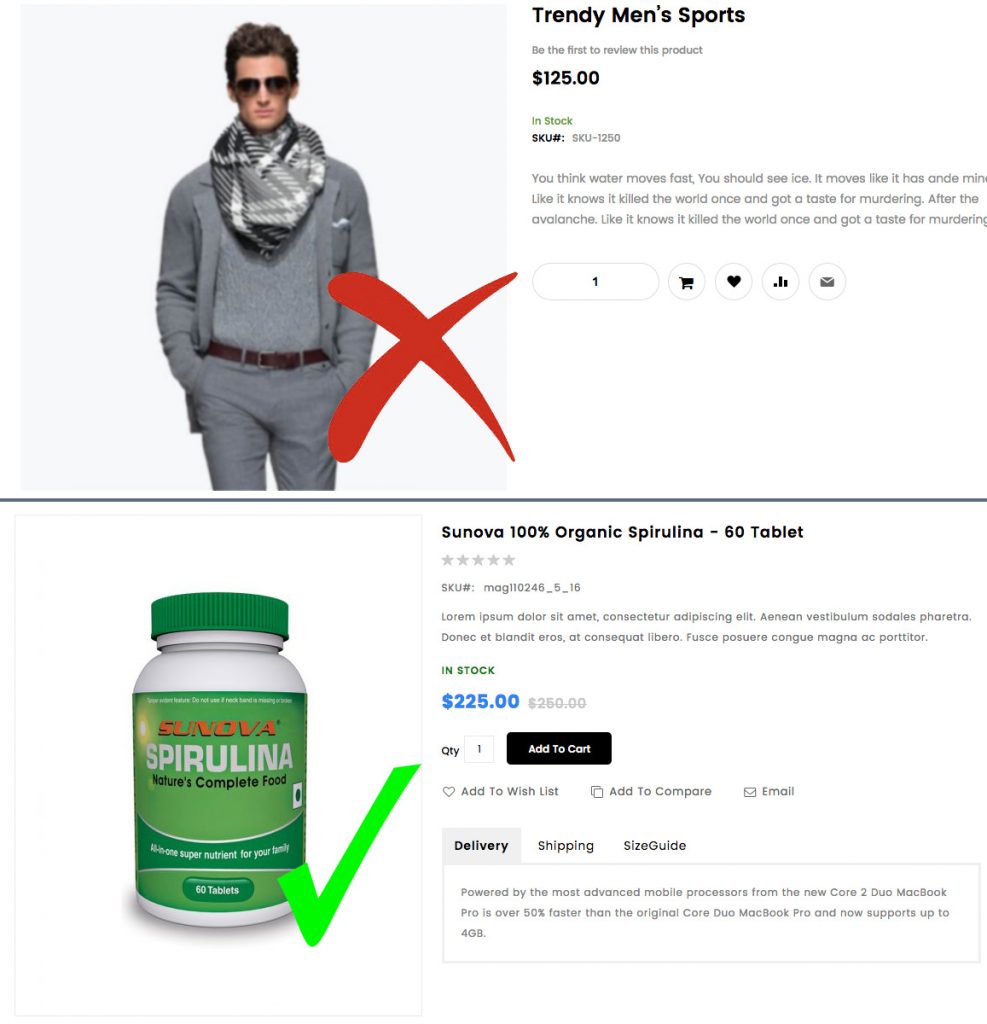 Trendy Men's Sports
Be the first to review this product
$125.00
In Stock
SKU#: SKU-1250
You think water moves fast, You should see ice. It moves like it has ande mind
Like it knows it killed the world once and got a taste for murdering. After the
avalanche. Like it knows it killed the world once and got a taste for murdering
1
Sunova 100% Organic Spirulina - 60 Tablet
SKU#: mag110246_5_16
Lorem ipsum dolor sit amet, consectetur adipiscing elit. Aenean vestibulum sodales pharetra.
Donec et blandit eros, at consequat libero. Fusce posuere congue magna ac porttitor.
IN STOCK
$225.00 $250.00
Qty 1 Add To Cart
Add To Wish List Add To Compare Email
Delivery Shipping SizeGuide
Powered by the most advanced mobile processors from the new Core 2 Duo MacBook
Pro is over 50% faster than the original Core Duo MacBook Pro and now supports up to
4GB.
evident feature: Do not use if neck band is missing or broken
SUNOVA®
SPIRULINA
Nature's Complete Food
All-in-one super nutrient for your family
60 Tablets